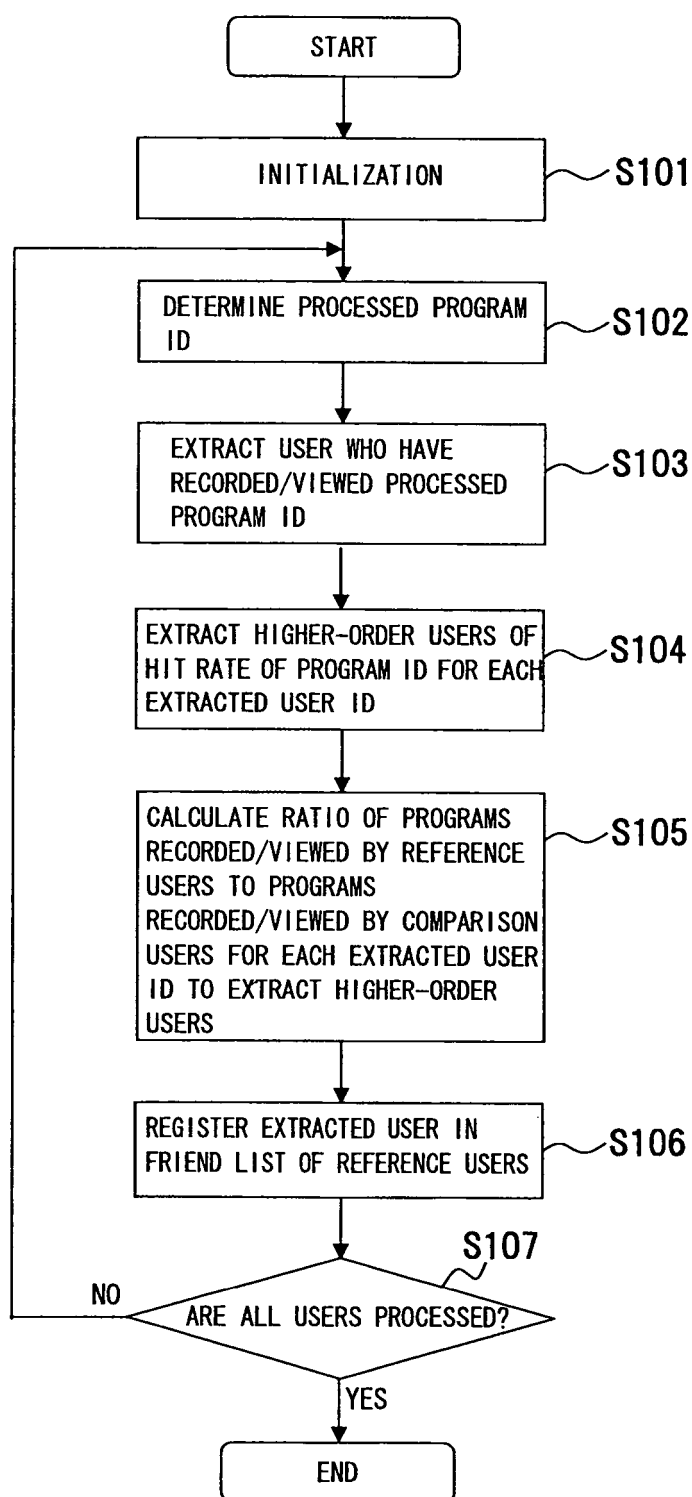 START
INITIALIZATION
S101
DETERMINE PROCESSED PROGRAM
ID
S102
EXTRACT USER WHO HAVE
RECORDED/VIEWED PROCESSED
PROGRAM ID
S103
EXTRACT HIGHER-ORDER USERS OF
HIT RATE OF PROGRAM ID FOR EACH
EXTRACTED USER ID
S104
CALCULATE RATIO OF PROGRAMS
RECORDED/VIEWED BY REFERENCE
USERS TO PROGRAMS
RECORDED/VIEWED BY COMPARISON
USERS FOR EACH EXTRACTED USER
ID TO EXTRACT HIGHER-ORDER
USERS
S105
REGISTER EXTRACTED USER IN
FRIEND LIST OF REFERENCE USERS
S106
S107
NO
ARE ALL USERS PROCESSED?
YES
END